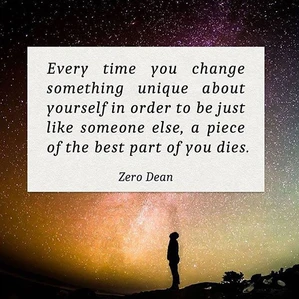 Every time you change
something unique about
yourself in order to be just
like someone else, a piece
of the best part of you dies.
Zero Dean